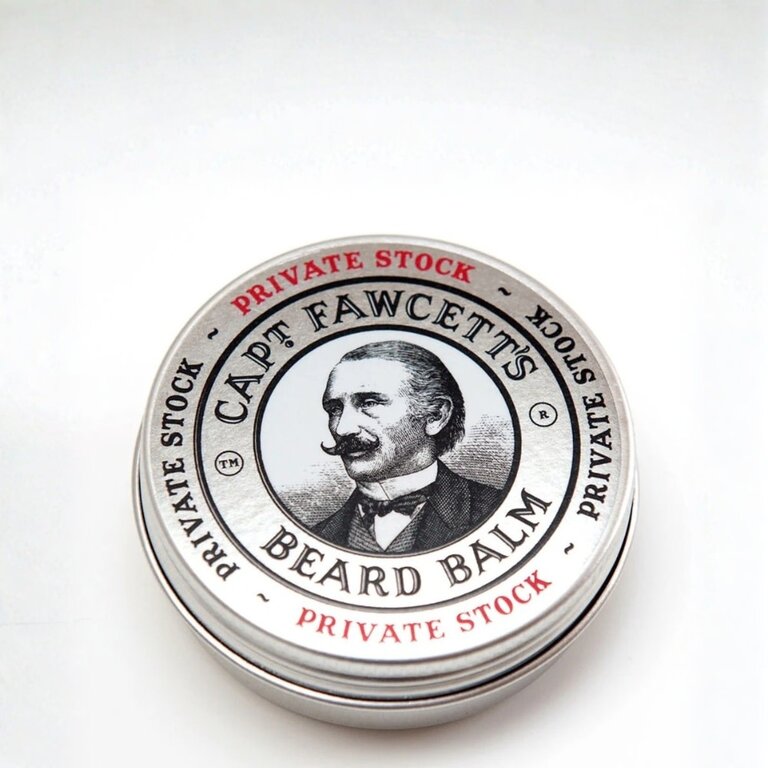 PRIVATE STOCK ~ PRIVATE STOCK ~ PRIVATE STOCK ~ PRIVATE STOCK ~
CAPT. FAWCETT'S
TM
®
BEARD BALM